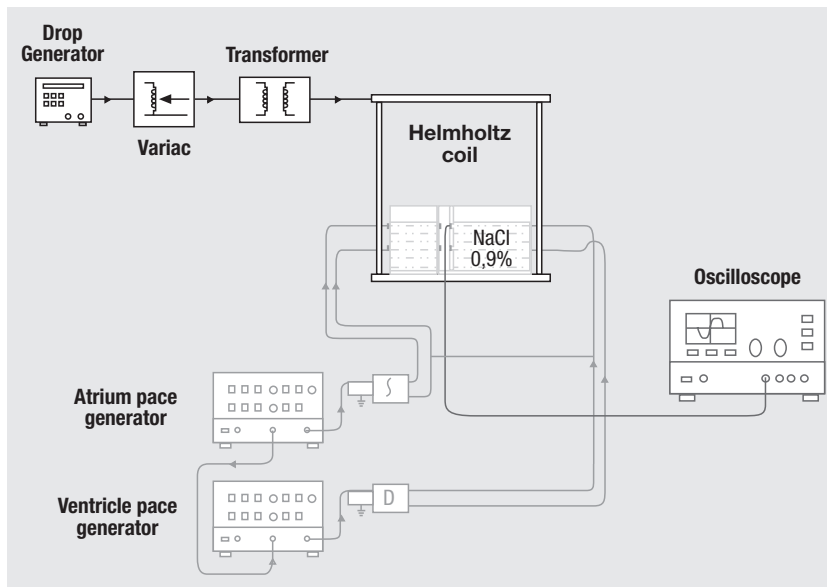 Drop
Generator
Variac
Transformer
Helmholtz
coil
NaCl
0,9%
Oscilloscope
Atrium pace
generator
∫
Ventricle pace
generator
D